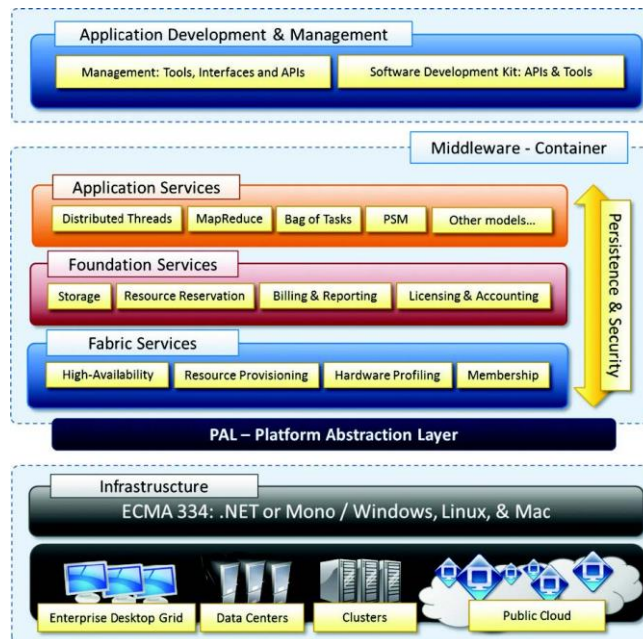 Application Development & Management
Management: Tools, Interfaces and APIs
Software Development Kit: APIs & Tools
Middleware - Container
Application Services
Distributed Threads
MapReduce
Bag of Tasks
PSM
Other models...
Foundation Services
Storage
Resource Reservation
Billing & Reporting
Licensing & Accounting
Fabric Services
High-Availability
Resource Provisioning
Hardware Profiling
Membership
Persistence & Security
PAL – Platform Abstraction Layer
Infrastruscture
ECMA 334: .NET or Mono / Windows, Linux, & Mac
Enterprise Desktop Grid
Data Centers
Clusters
Public Cloud